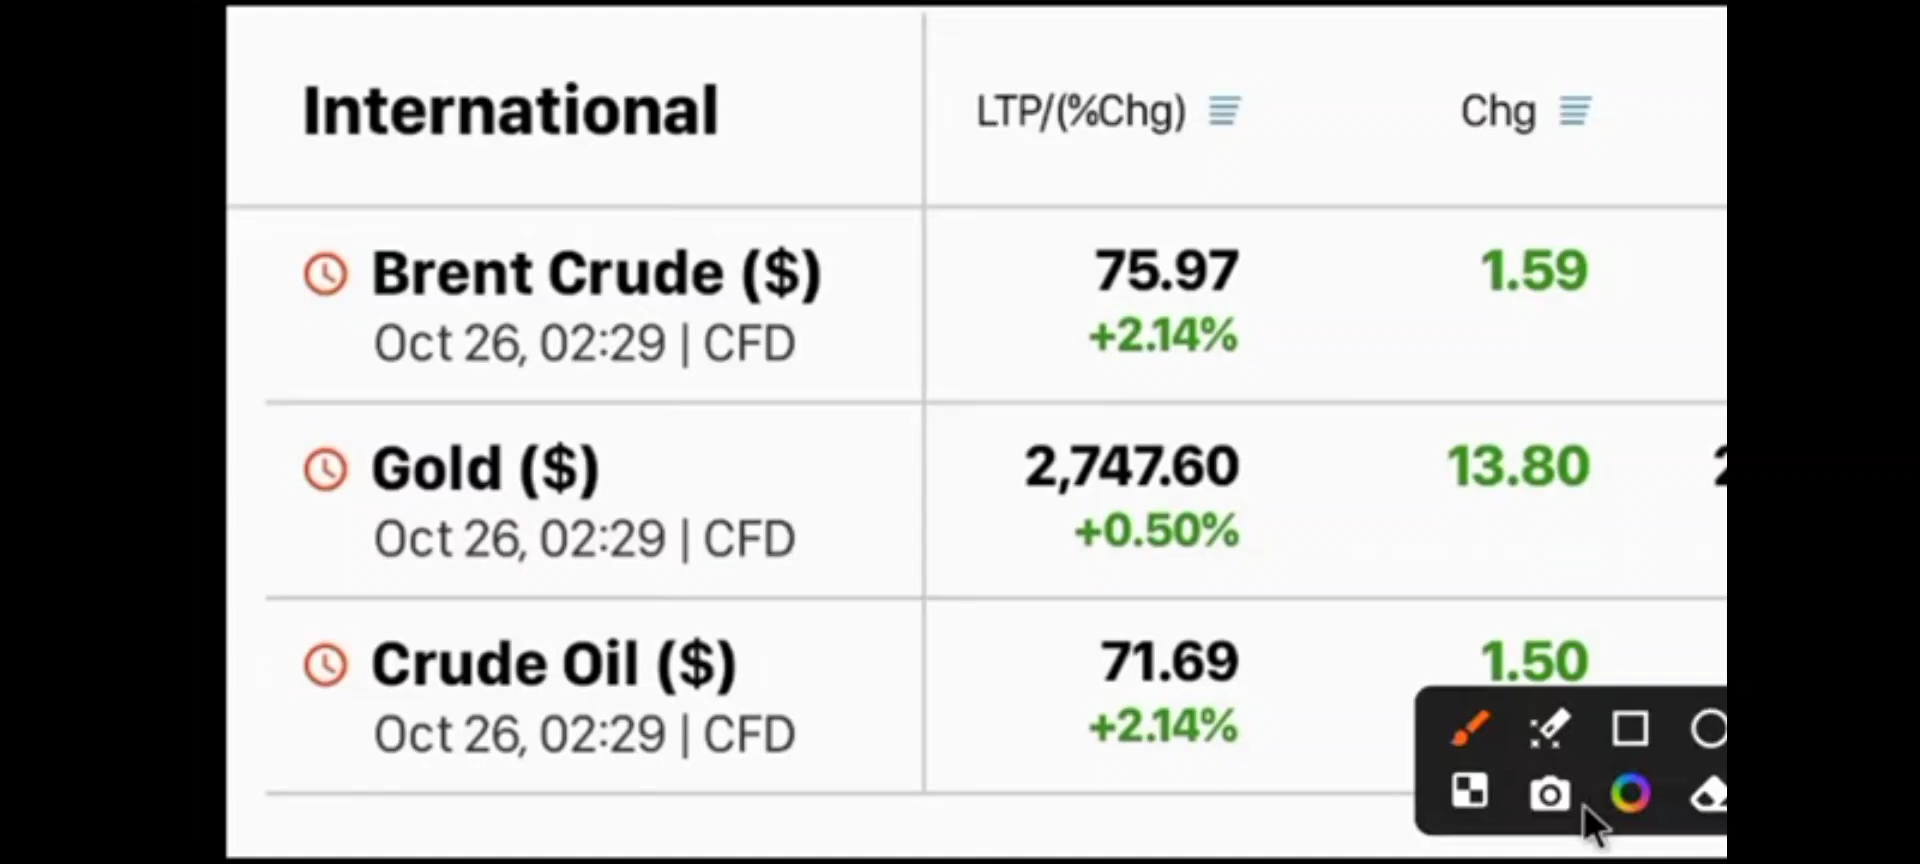 International LTP/(%Chg) Chg
Brent Crude ($) 75.97 1.59
Oct 26, 02:29 | CFD +2.14%
Gold ($) 2,747.60 13.80
Oct 26, 02:29 | CFD +0.50%
Crude Oil ($) 71.69 1.50
Oct 26, 02:29 | CFD +2.14%